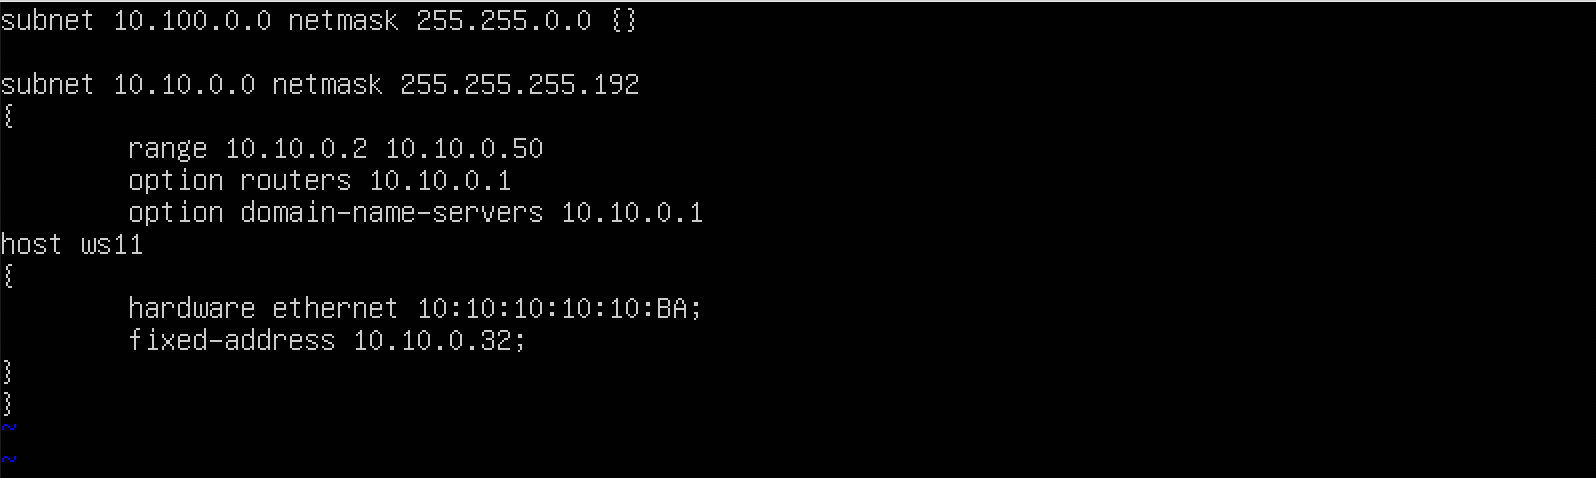 subnet 10.100.0.0 netmask 255.255.0.0 {}
subnet 10.10.0.0 netmask 255.255.255.192
{
range 10.10.0.2 10.10.0.50
option routers 10.10.0.1
option domain-name-servers 10.10.0.1
host ws11
{
hardware ethernet 10:10:10:10:10:BA;
fixed-address 10.10.0.32;
}
}
~
~